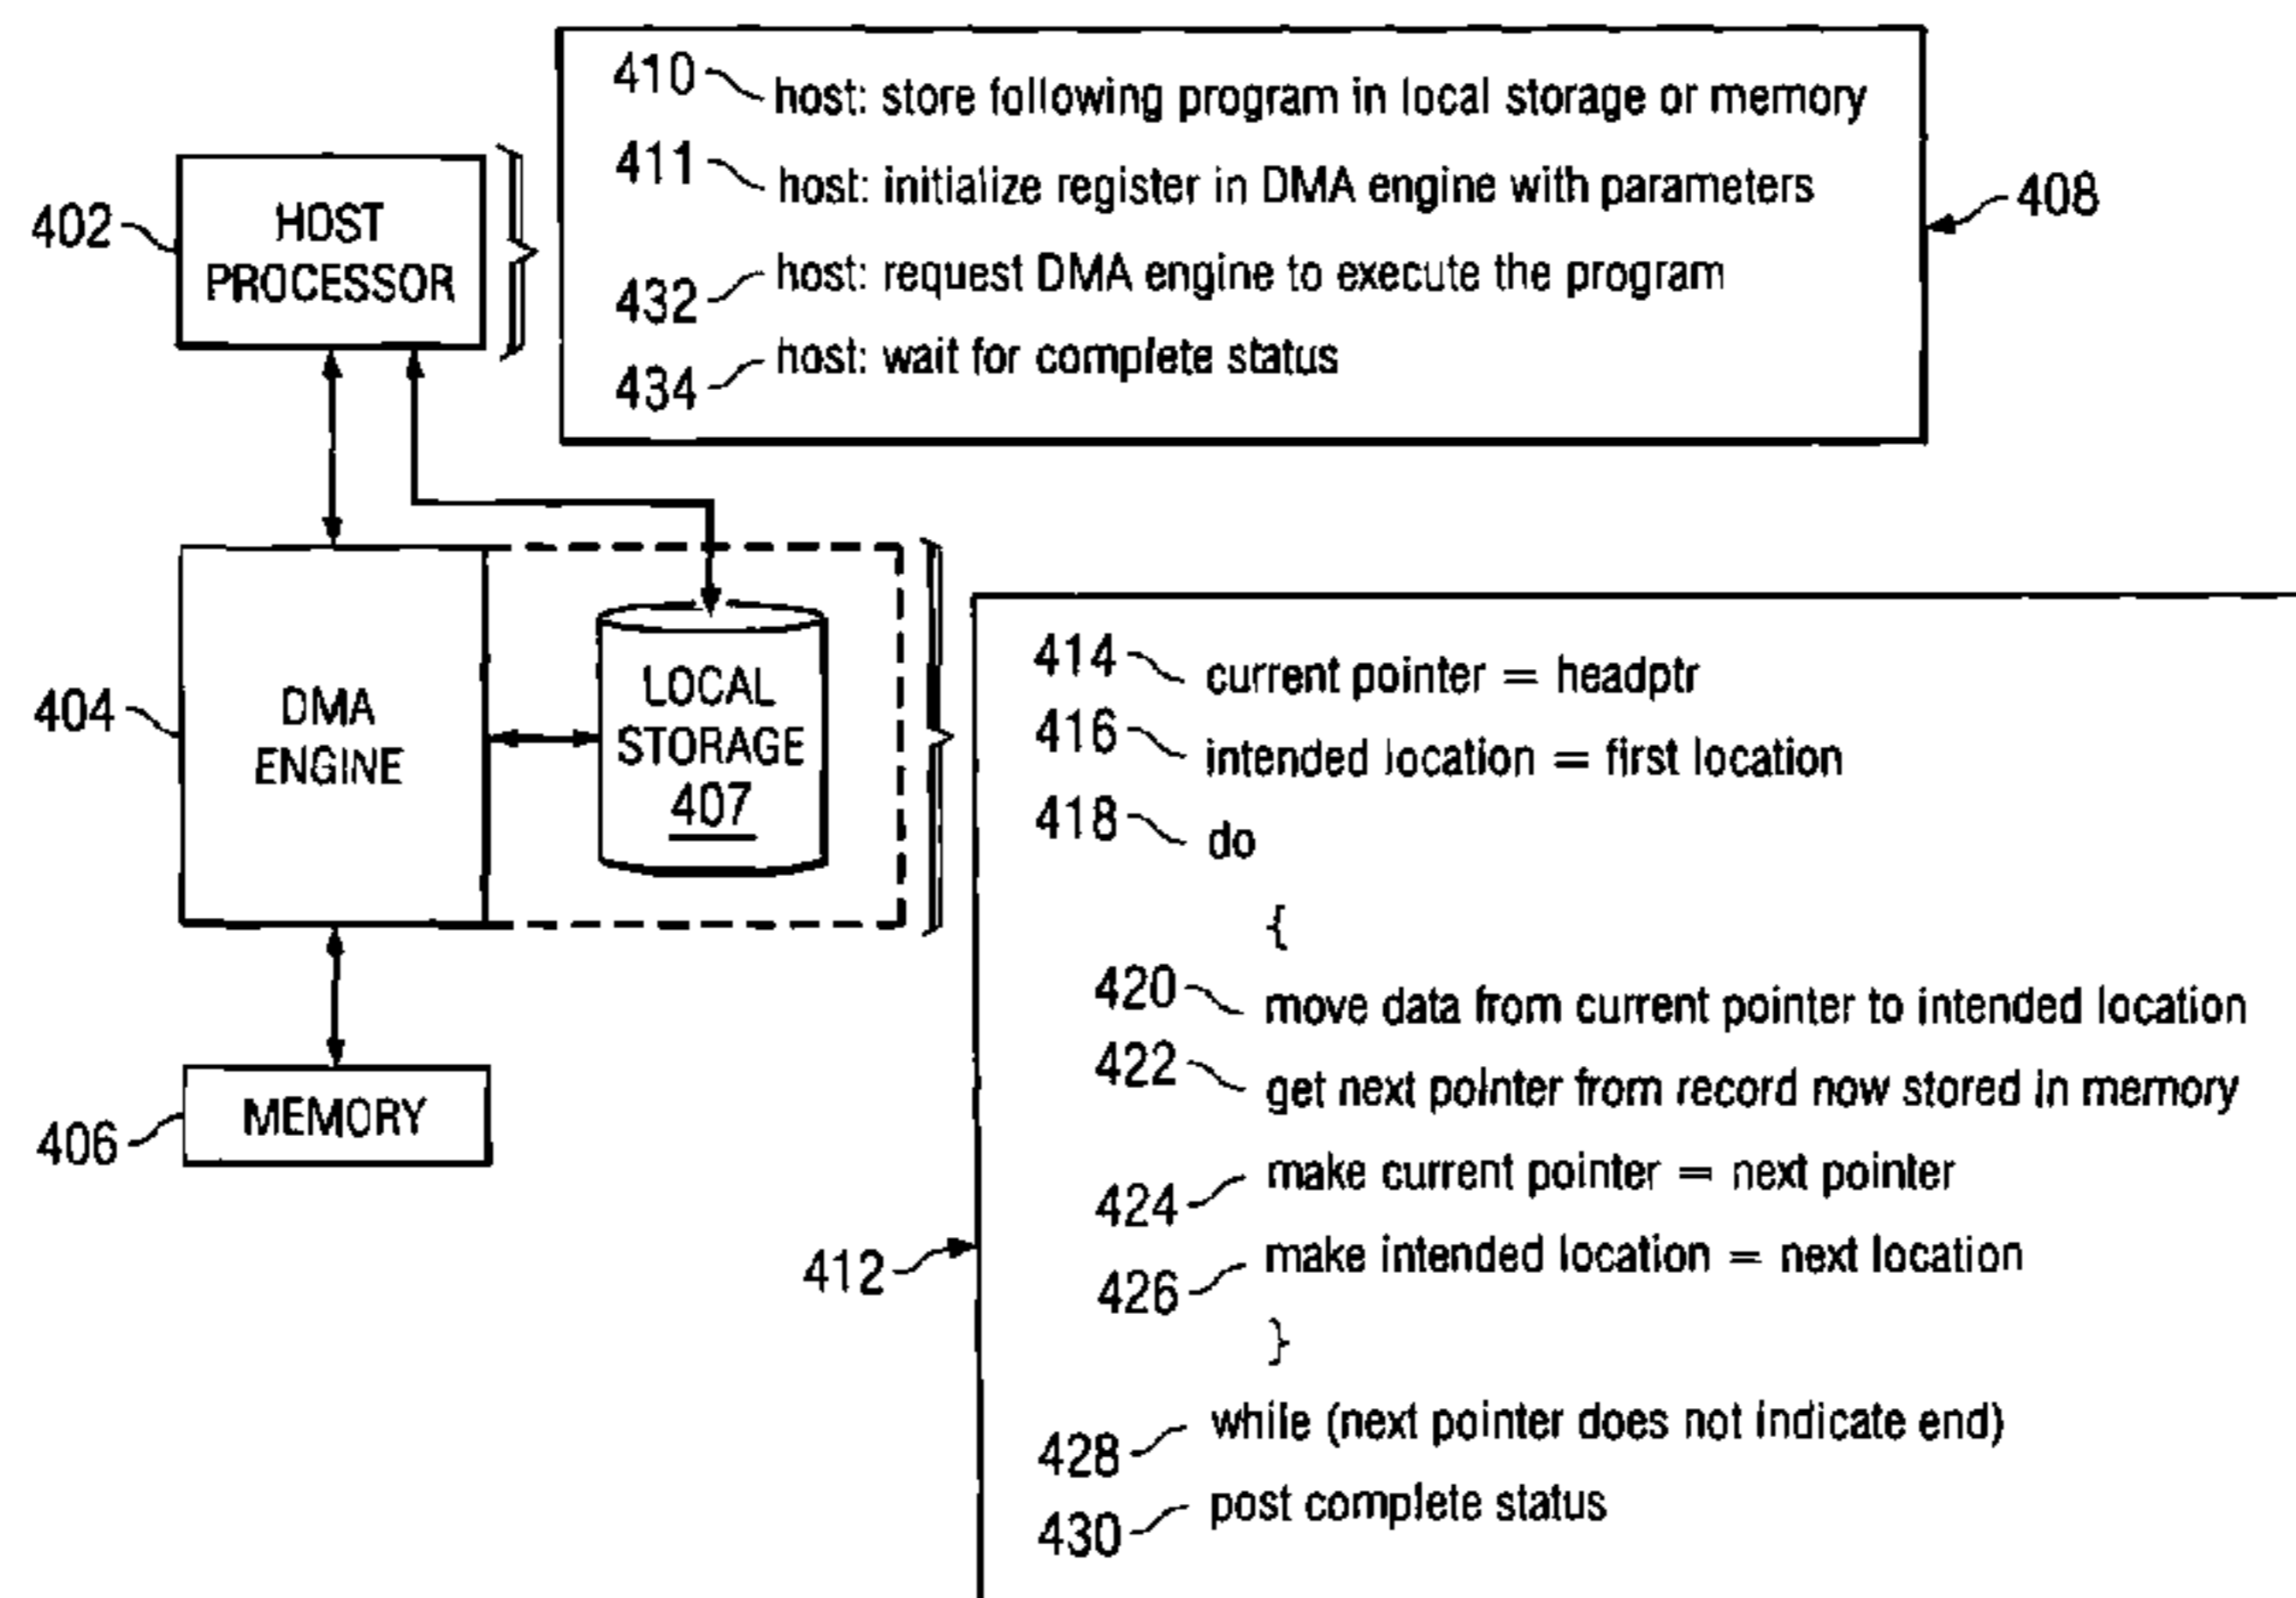 410 host: store following program in local storage or memory
411 host: initialize register in DMA engine with parameters
432 host: request DMA engine to execute the program
434 host: wait for complete status
408
402
HOST
PROCESSOR
404
DMA
ENGINE
LOCAL
STORAGE
407
406
MEMORY
414 current pointer = headptr
416 intended location = first location
418 do
{
420 move data from current pointer to intended location
422 get next pointer from record now stored in memory
424 make current pointer = next pointer
426 make intended location = next location
}
428 while (next pointer does not indicate end)
430 post complete status
412